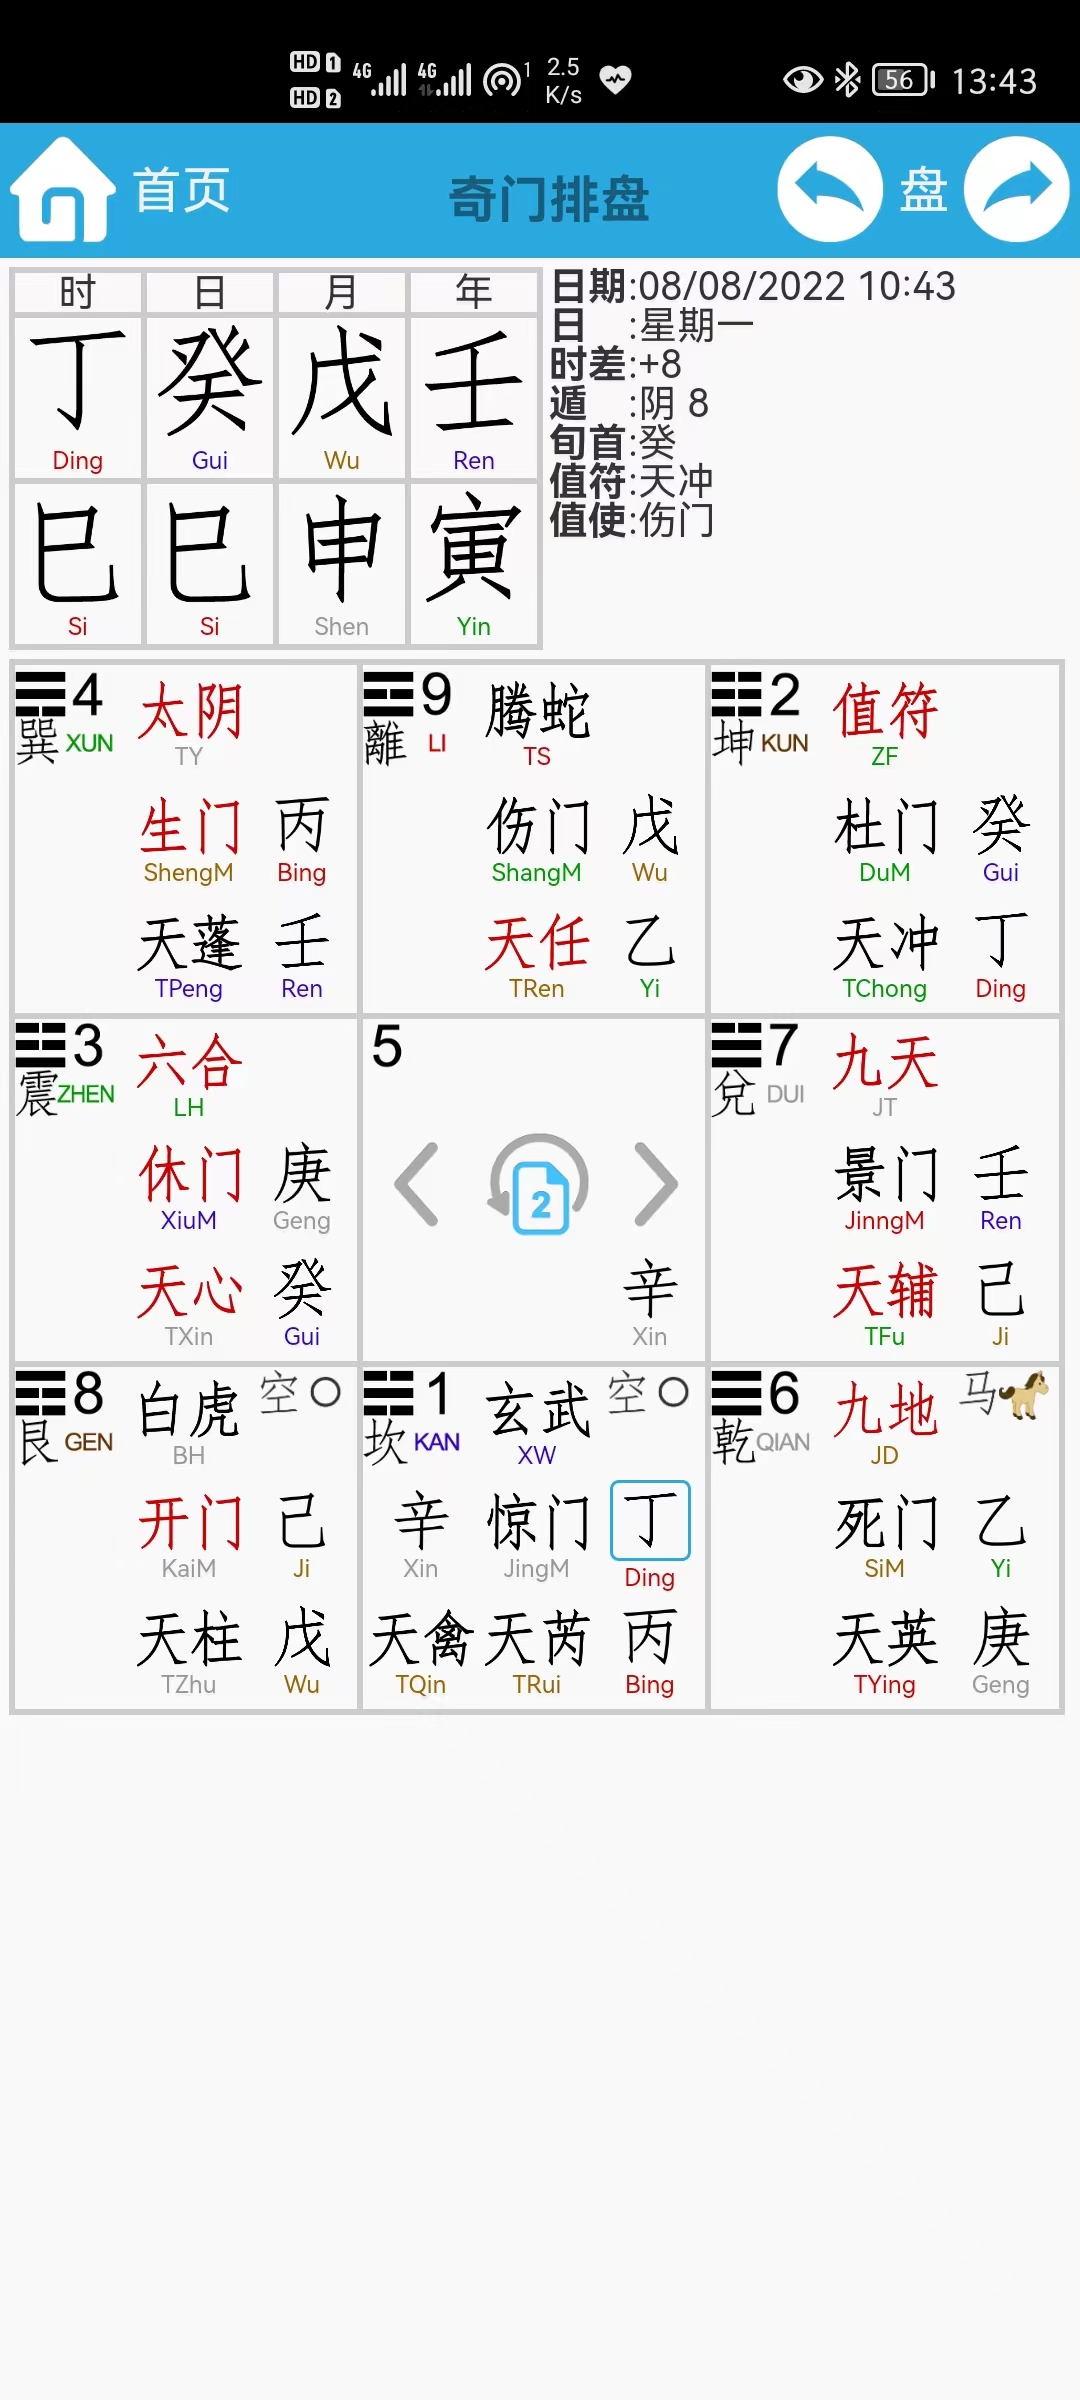 HD 1 4G 4G 1 2.5 56 13:43
HD 2 K/s
首页 奇门排盘 盘
时 日 月 年
丁 癸 戊 壬
Ding Gui Wu Ren
巳 巳 申 寅
Si Si Shen Yin
日期:08/08/2022 10:43
日 :星期一
时差:+8
遁 :阴 8
旬首:癸
值符:天冲
值使:伤门
4 太阴
巽 XUN TY
生门 丙
ShengM Bing
天蓬 壬
TPeng Ren
9 腾蛇
離 LI TS
伤门 戊
ShangM Wu
天任 乙
TRen Yi
2 值符
坤 KUN ZF
杜门 癸
DuM Gui
天冲 丁
TChong Ding
3 六合
震 ZHEN LH
休门 庚
XiuM Geng
天心 癸
TXin Gui
5
2
辛
Xin
7 九天
兌 DUI JT
景门 壬
JinngM Ren
天辅 己
TFu Ji
8 白虎 空
艮 GEN BH
开门 己
KaiM Ji
天柱 戊
TZhu Wu
1 玄武 空
坎 KAN XW
辛 惊门 丁
Xin JingM Ding
天禽 天芮 丙
TQin TRui Bing
6 九地 马
乾 QIAN JD
死门 乙
SiM Yi
天英 庚
TYing Geng